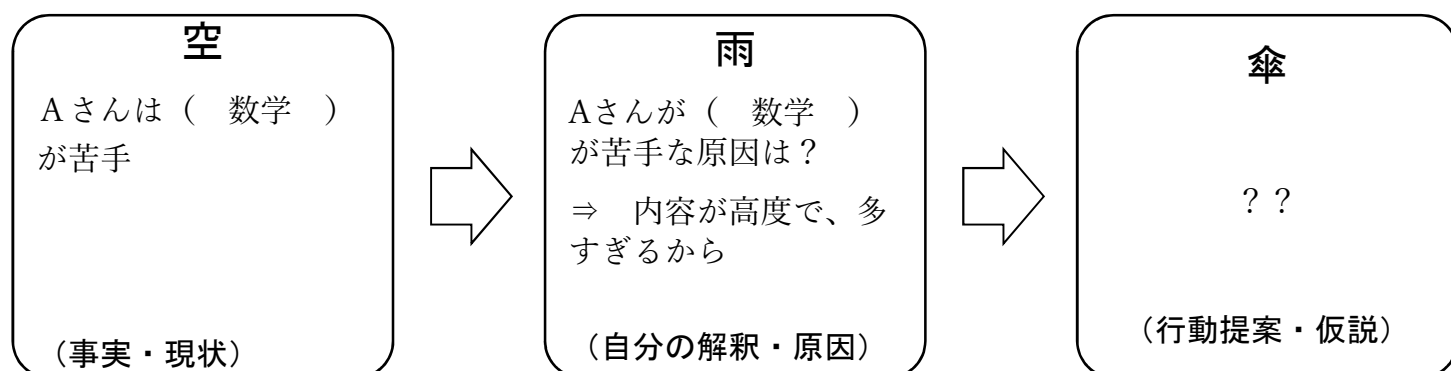 空
Aさんは（　数学　）
が苦手
（事実・現状）
雨
Aさんが（　数学　）
が苦手な原因は？
⇒　内容が高度で、多
すぎるから
（自分の解釈・原因）
傘
？？
（行動提案・仮説）